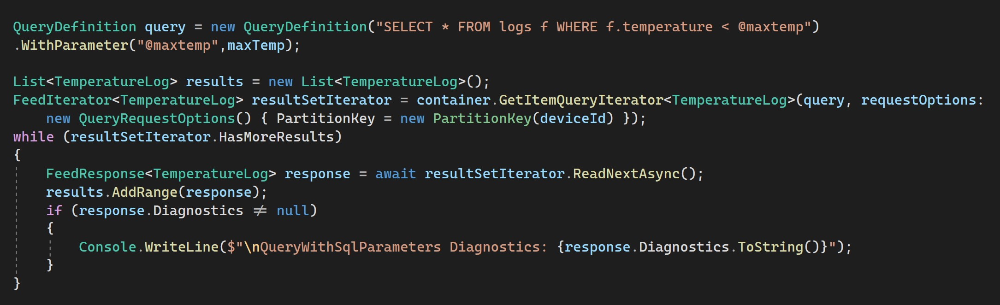 QueryDefinition query = new QueryDefinition("SELECT * FROM logs f WHERE f.temperature < @maxtemp")
.WithParameter("@maxtemp",maxTemp);
List<TemperatureLog> results = new List<TemperatureLog>();
FeedIterator<TemperatureLog> resultSetIterator = container.GetItemQueryIterator<TemperatureLog>(query, requestOptions:
    new QueryRequestOptions() { PartitionKey = new PartitionKey(deviceId) });
while (resultSetIterator.HasMoreResults)
{
    FeedResponse<TemperatureLog> response = await resultSetIterator.ReadNextAsync();
    results.AddRange(response);
    if (response.Diagnostics ≠ null)
    {
        Console.WriteLine($"\nQueryWithSqlParameters Diagnostics: {response.Diagnostics.ToString()}");
    }
}